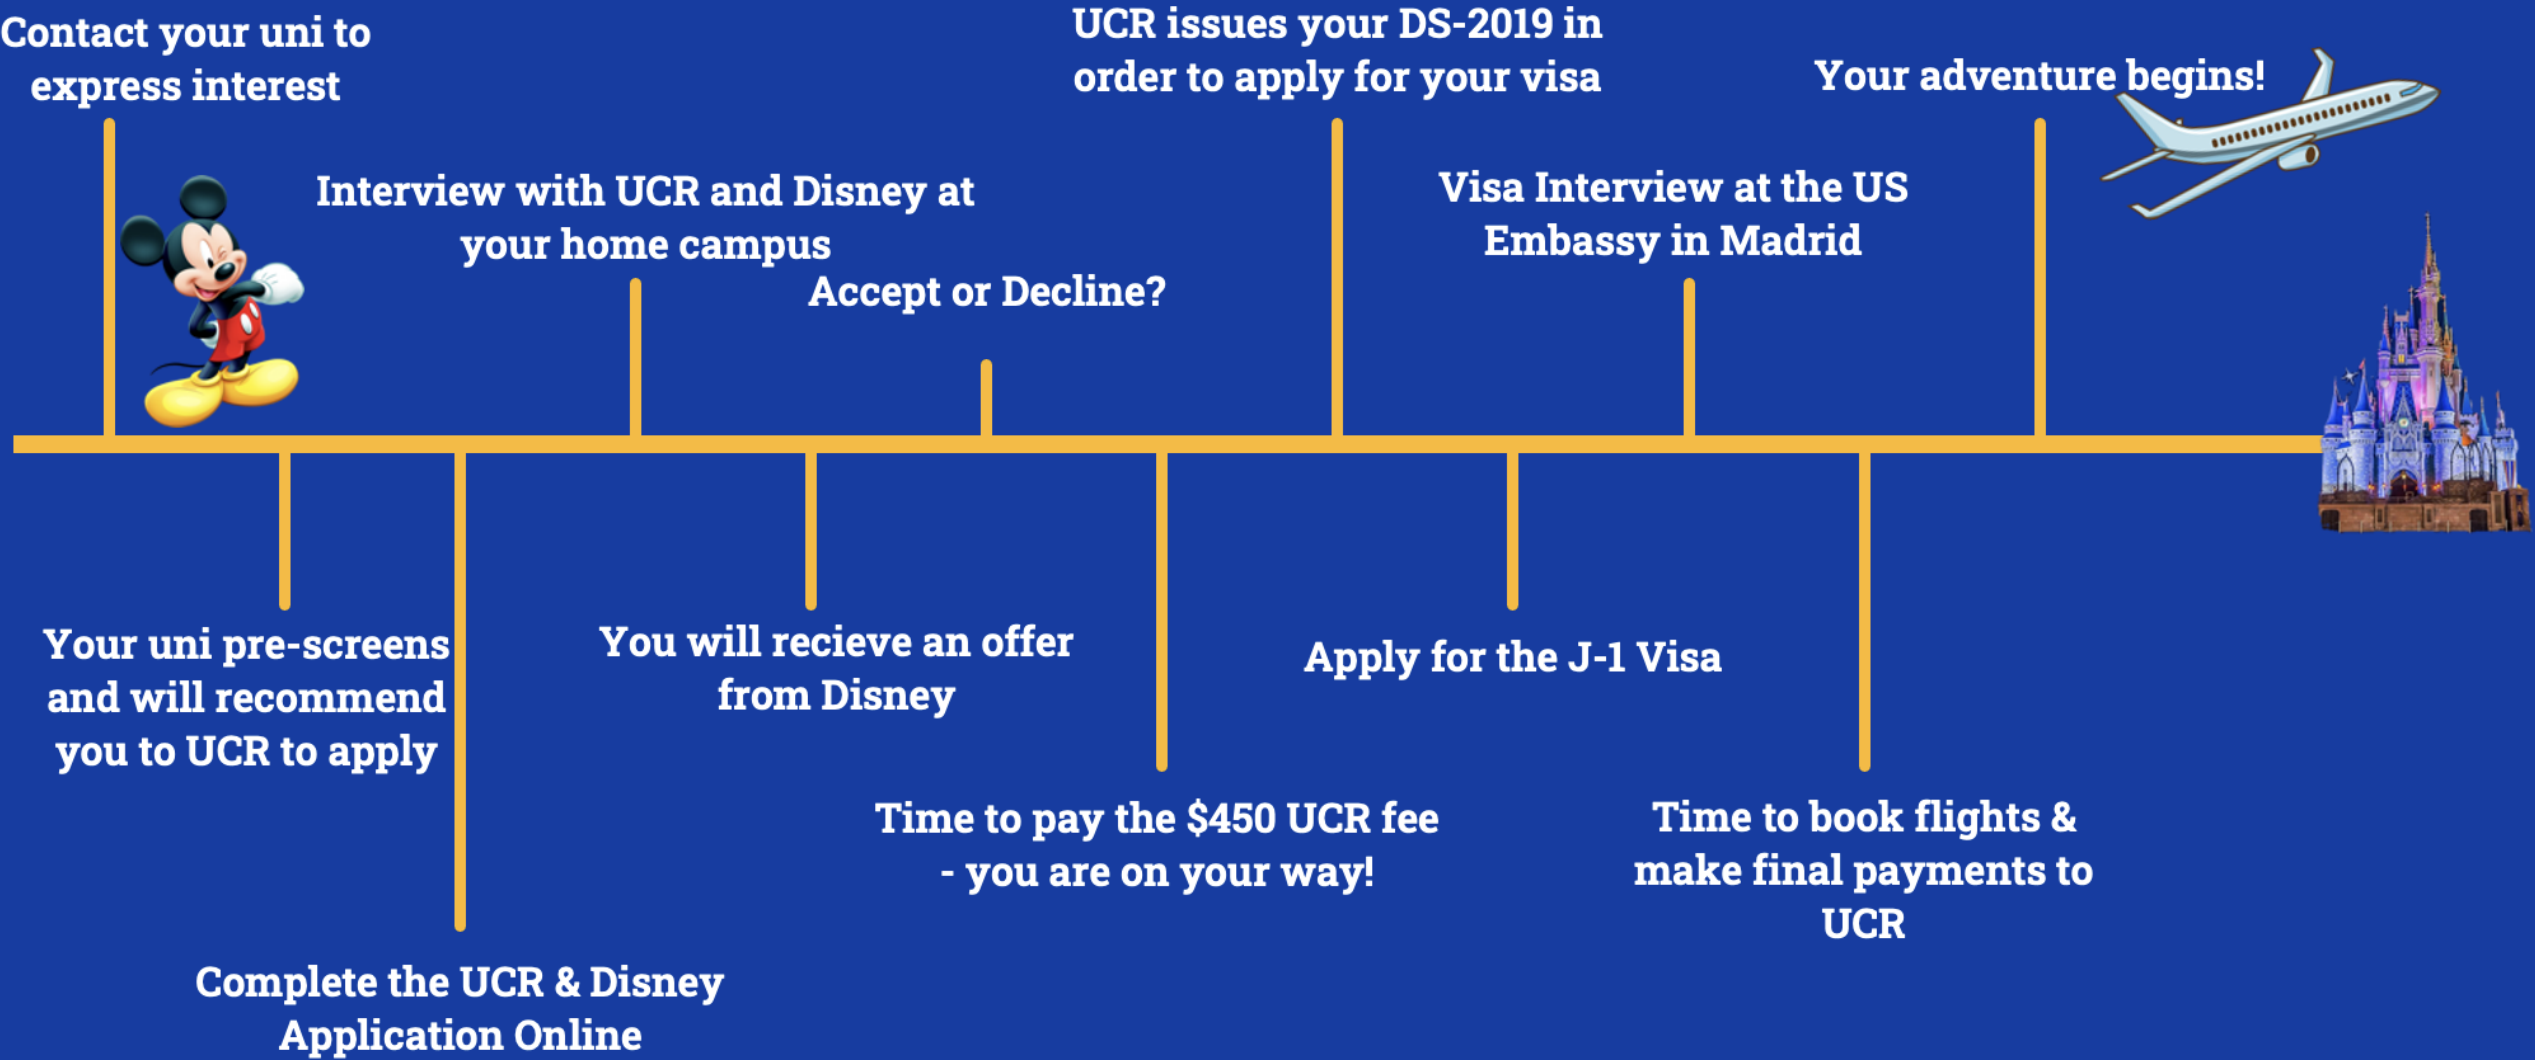 Contact your uni to
express interest
Your uni pre-screens
and will recommend
you to UCR to apply
Complete the UCR & Disney
Application Online
Interview with UCR and Disney at
your home campus
You will recieve an offer
from Disney
Accept or Decline?
Time to pay the $450 UCR fee
- you are on your way!
UCR issues your DS-2019 in
order to apply for your visa
Apply for the J-1 Visa
Visa Interview at the US
Embassy in Madrid
Time to book flights &
make final payments to
UCR
Your adventure begins!